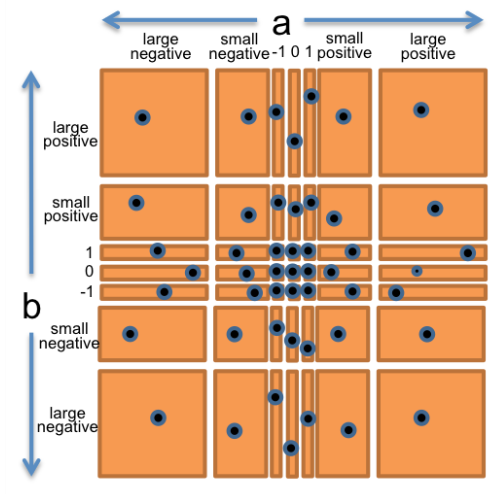 a
large negative
small negative
-1 0 1
small positive
large positive
large positive
small positive
1
0
-1
b
small negative
large negative